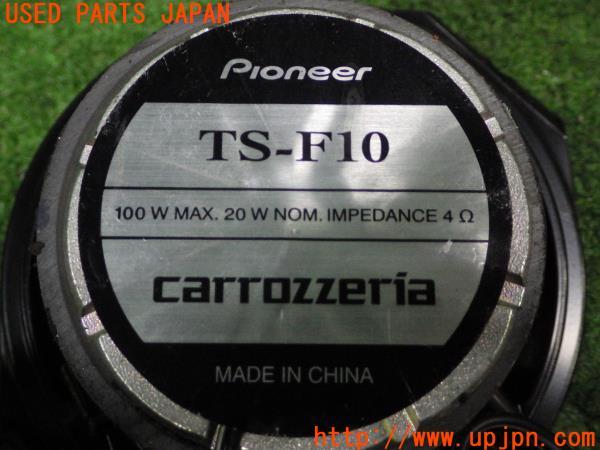 USED PARTS JAPAN
Pioneer
TS-F10
100 W MAX. 20 W NOM. IMPEDANCE 4 Ω
carrozzeria
MADE IN CHINA
http://www.upjpn.com/